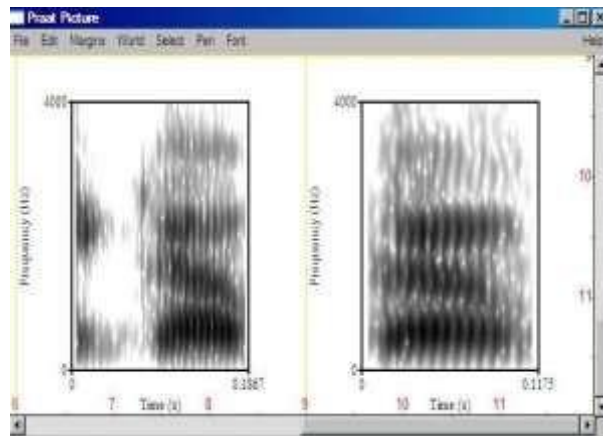 Praat Picture
File Edit Margins World Select Pen Font Help
4000
4000
Frequency (Hz)
Frequency (Hz)
10
11
0
0
0
0.1867
0
0.1175
6 7 Time (s) 8 9 10 Time (s) 11